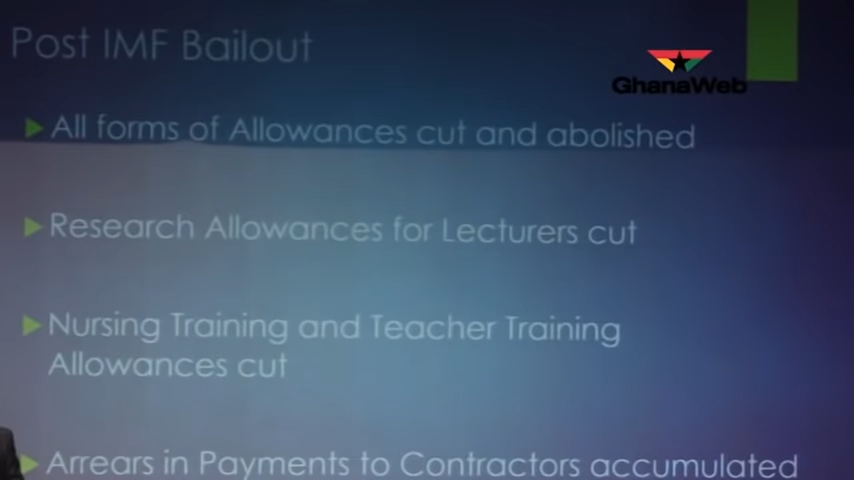 Post IMF Bailout
GhanaWeb
All forms of Allowances cut and abolished
Research Allowances for Lecturers cut
Nursing Training and Teacher Training
Allowances cut
Arrears in Payments to Contractors accumulated